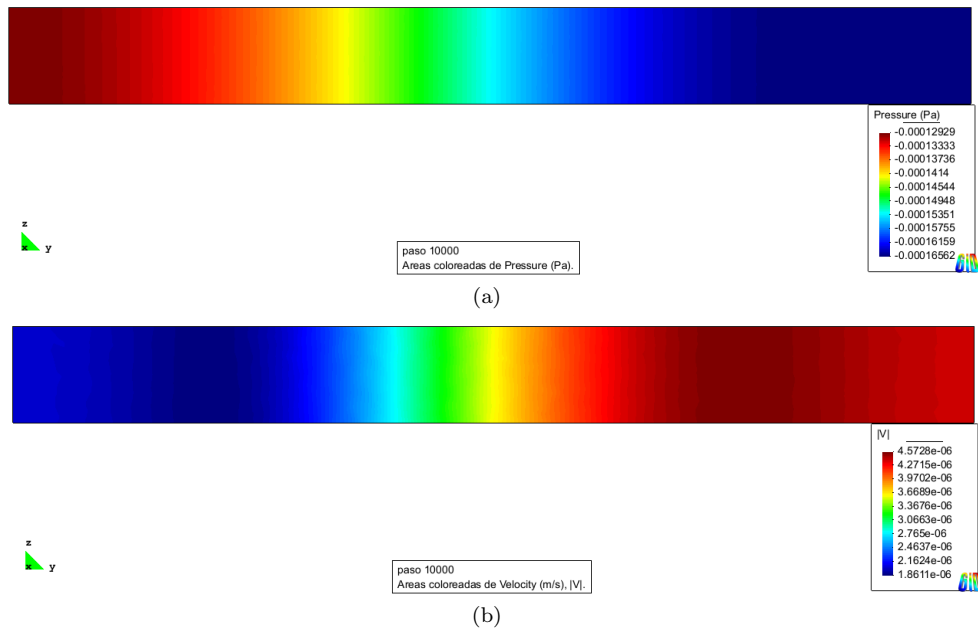 Pressure (Pa)
-0.00012929
-0.00013333
-0.00013736
-0.0001414
-0.00014544
-0.00014948
-0.00015351
-0.00015755
-0.00016159
-0.00016562
GiD
z
x y
paso 10000
Areas coloreadas de Pressure (Pa).
(a)
|V|
4.5728e-06
4.2715e-06
3.9702e-06
3.6689e-06
3.3676e-06
3.0663e-06
2.765e-06
2.4637e-06
2.1624e-06
1.8611e-06
GiD
z
x y
paso 10000
Areas coloreadas de Velocity (m/s), |V|.
(b)